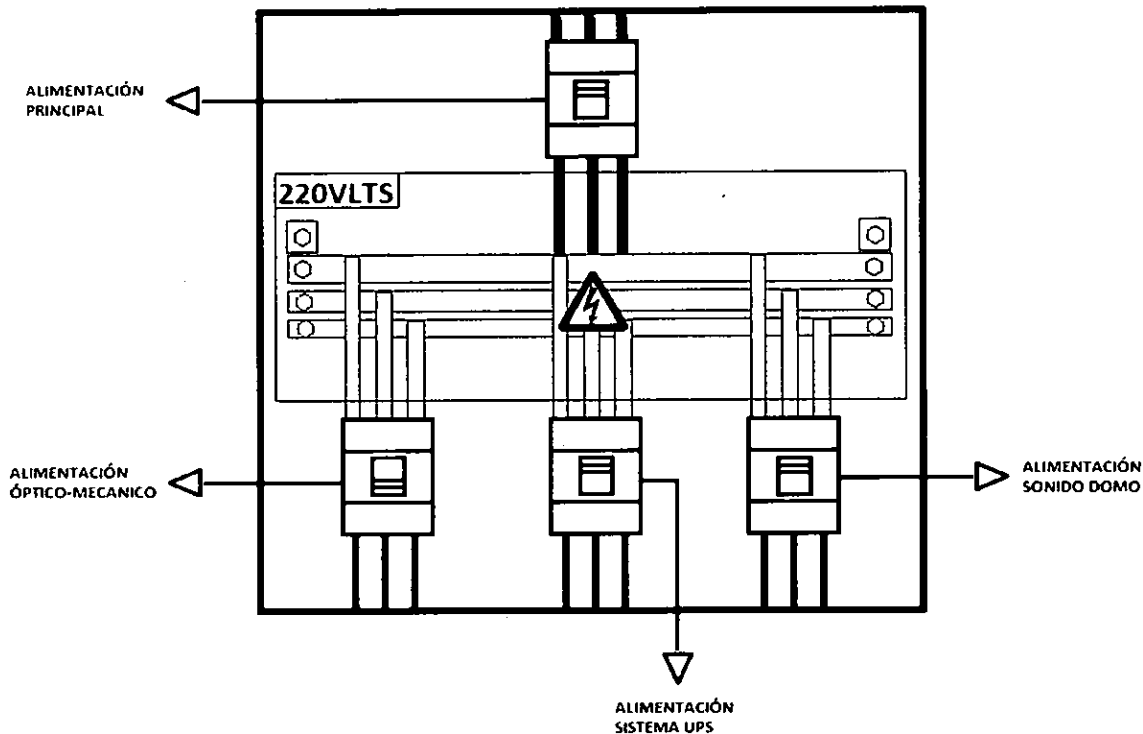 ALIMENTACIÓN
PRINCIPAL
220VLTS
ALIMENTACIÓN
ÓPTICO-MECANICO
ALIMENTACIÓN
SONIDO DOMO
ALIMENTACIÓN
SISTEMA UPS